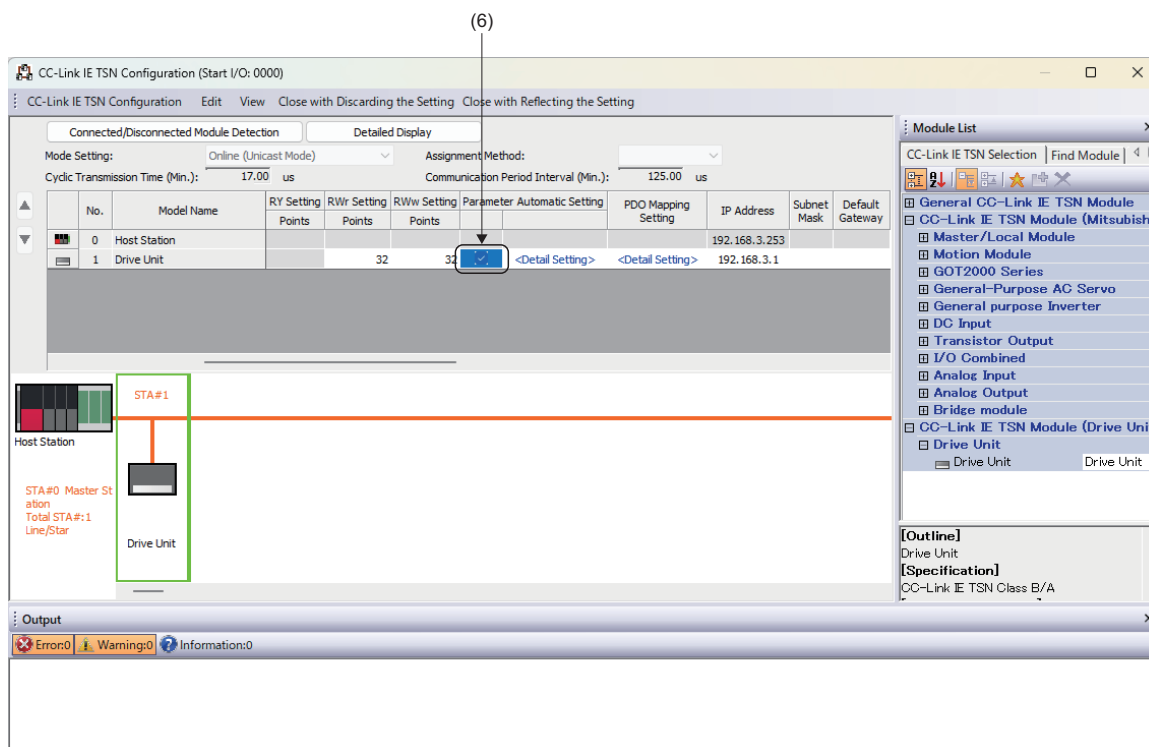 (6)
CC-Link IE TSN Configuration (Start I/O: 0000)
CC-Link IE TSN Configuration Edit View Close with Discarding the Setting Close with Reflecting the Setting
Connected/Disconnected Module Detection Detailed Display
Mode Setting: Online (Unicast Mode) Assignment Method:
Cyclic Transmission Time (Min.): 17.00 us Communication Period Interval (Min.): 125.00 us
No. Model Name RY Setting RWr Setting RWw Setting Parameter Automatic Setting PDO Mapping Setting IP Address Subnet Mask Default Gateway
Points Points Points
0 Host Station 192.168.3.253
1 Drive Unit 32 32 <Detail Setting> <Detail Setting> 192.168.3.1
STA#1
Host Station
STA#0 Master St
ation
Total STA#:1
Line/Star
Drive Unit
Module List
CC-Link IE TSN Selection Find Module
General CC-Link IE TSN Module
CC-Link IE TSN Module (Mitsubish
Master/Local Module
Motion Module
GOT2000 Series
General-Purpose AC Servo
General purpose Inverter
DC Input
Transistor Output
I/O Combined
Analog Input
Analog Output
Bridge module
CC-Link IE TSN Module (Drive Uni
Drive Unit
Drive Unit Drive Unit
[Outline]
Drive Unit
[Specification]
CC-Link IE TSN Class B/A
Output
Error:0 Warning:0 Information:0